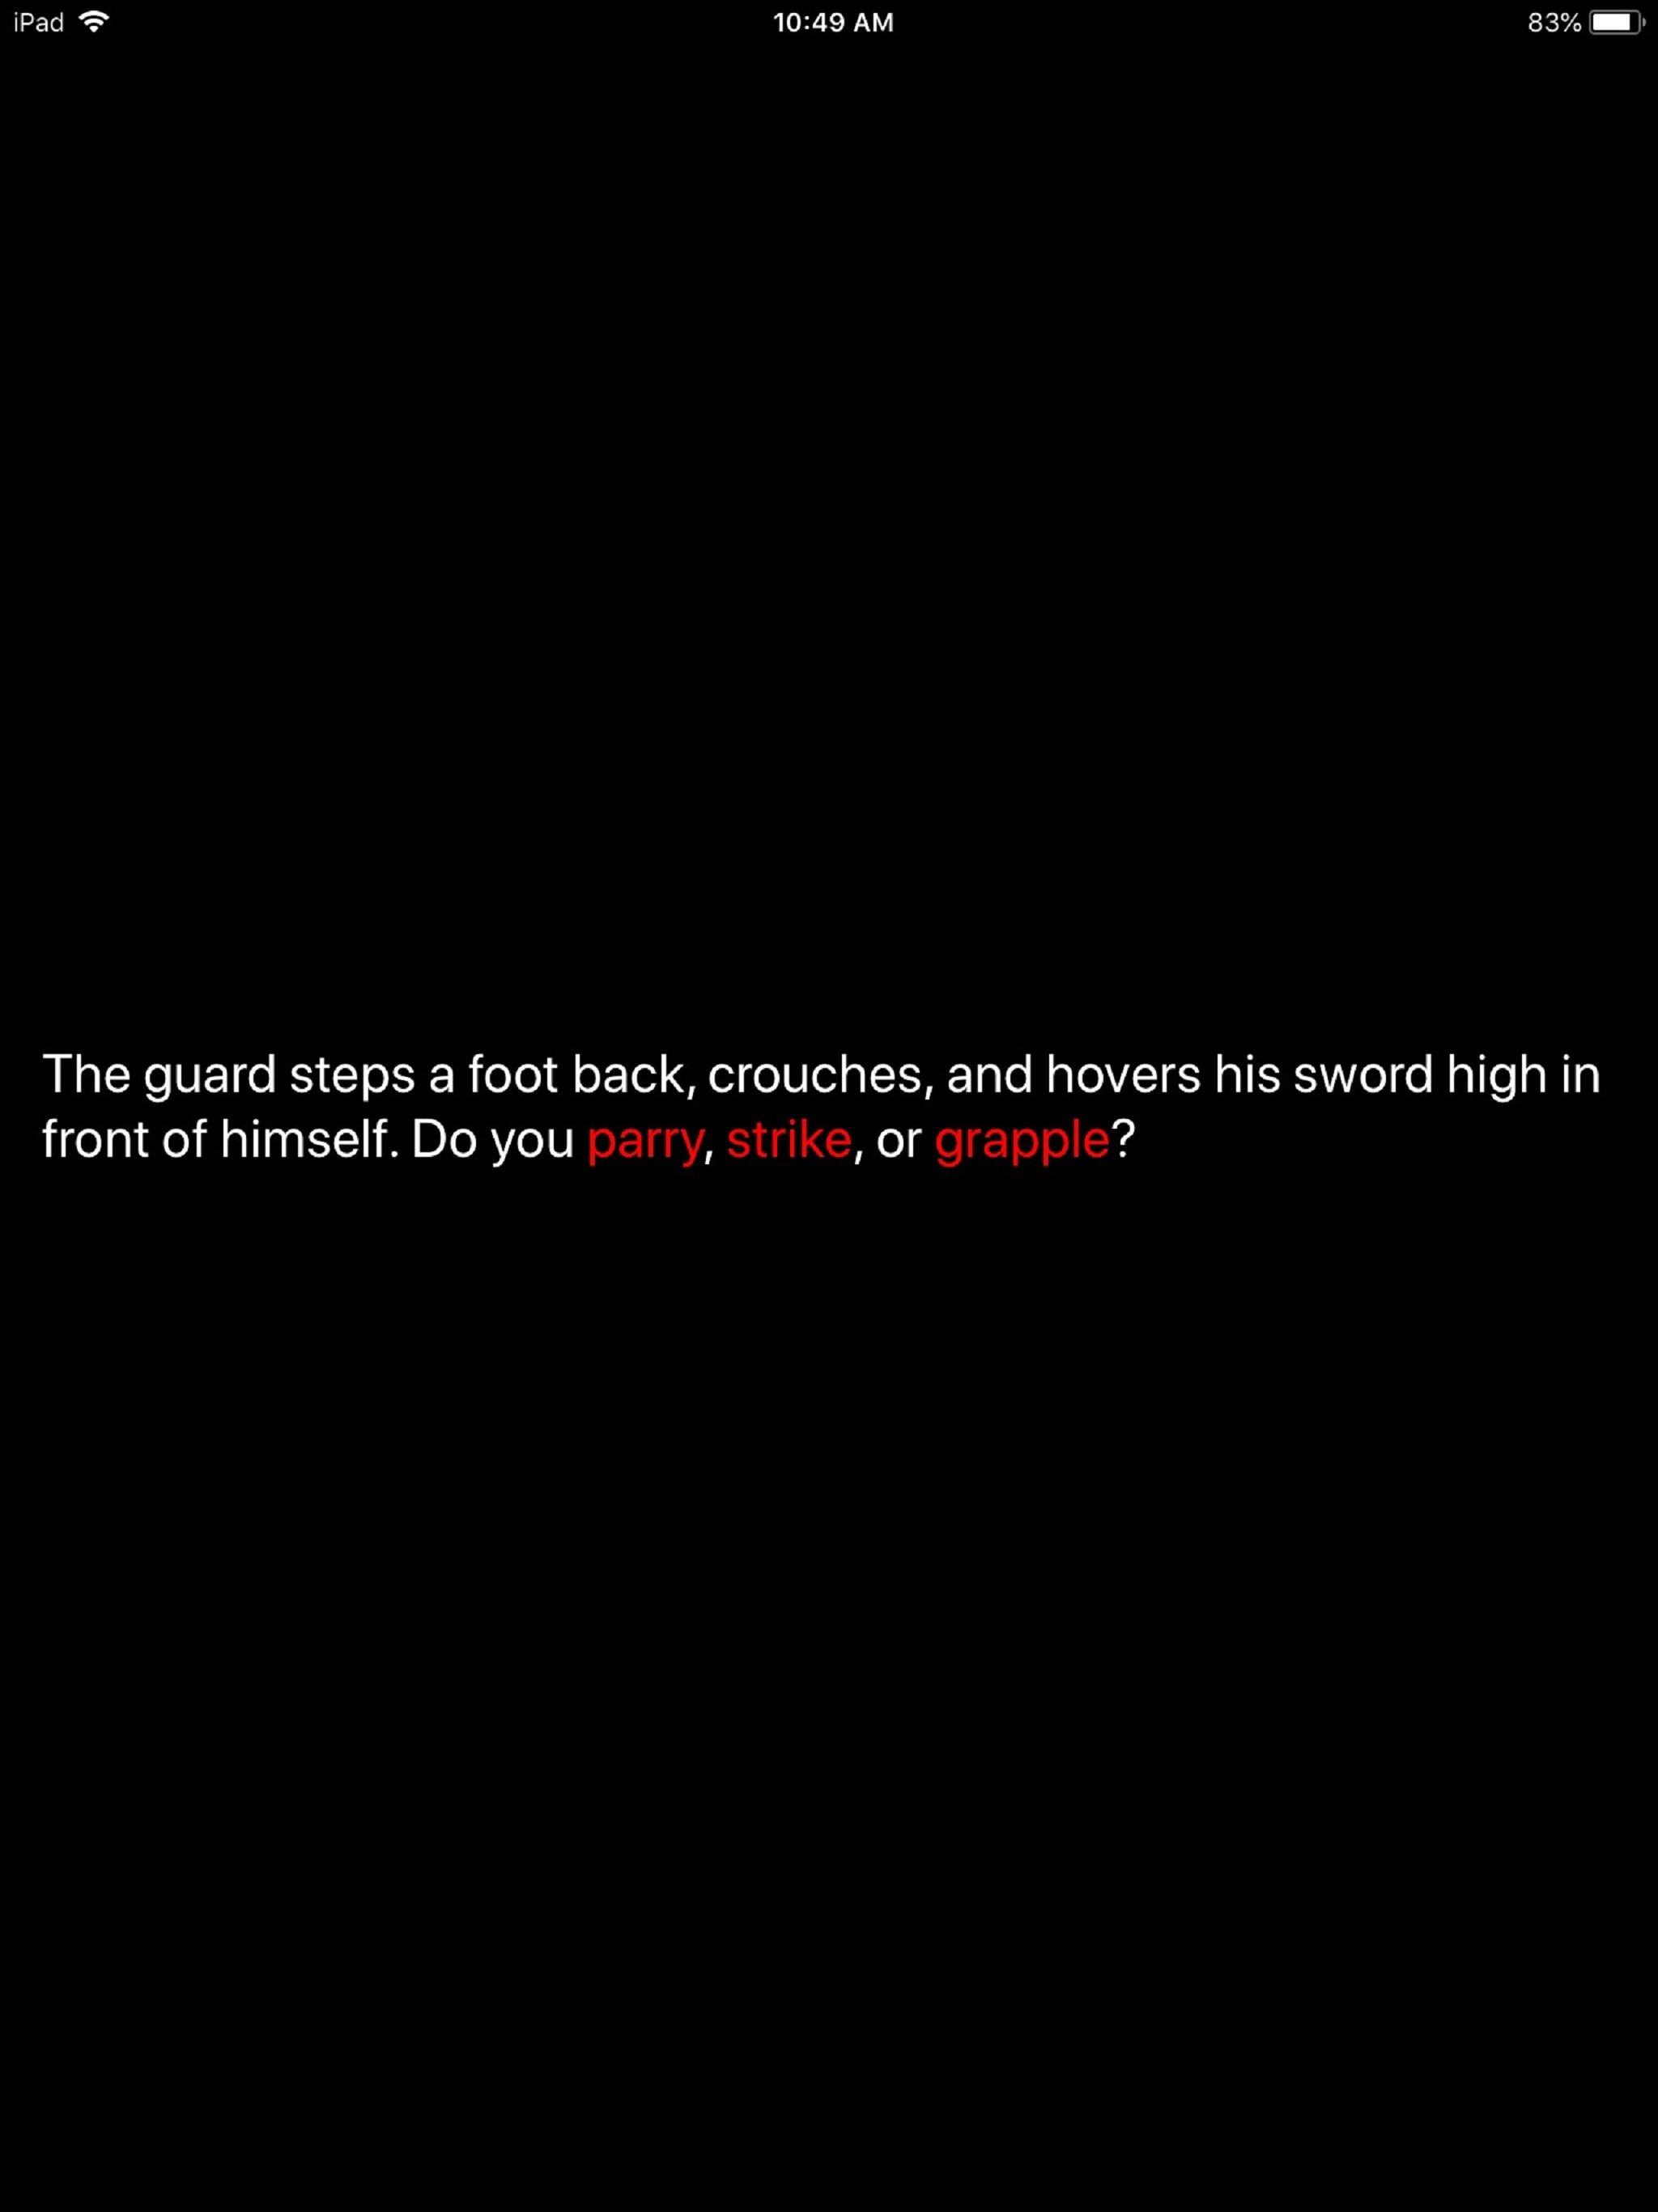 iPad
10:49 AM
83%
The guard steps a foot back, crouches, and hovers his sword high in
front of himself. Do you parry, strike, or grapple?